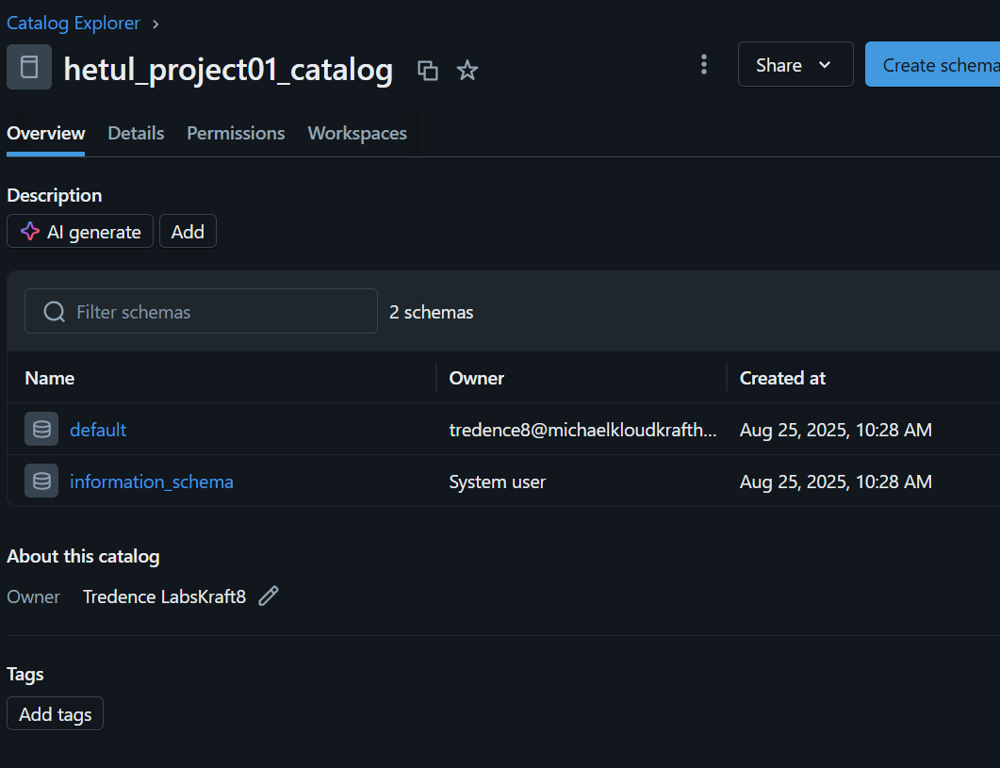 Catalog Explorer
hetul_project01_catalog
Share
Create schema
Overview Details Permissions Workspaces
Description
AI generate Add
Filter schemas 2 schemas
Name Owner Created at
default tredence8@michaelkloudkrafth... Aug 25, 2025, 10:28 AM
information_schema System user Aug 25, 2025, 10:28 AM
About this catalog
Owner Tredence LabsKraft8
Tags
Add tags